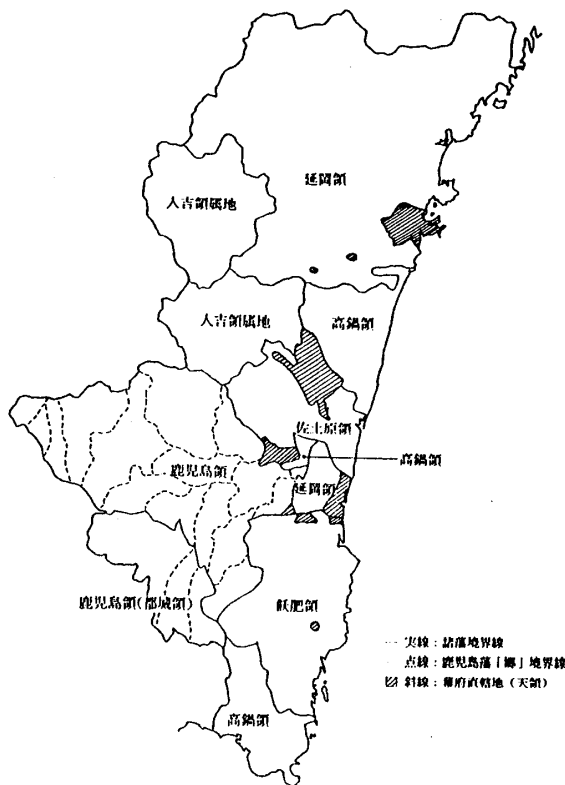 延岡領
人吉領属地
人吉領属地
高鍋領
佐土原領
高鍋領
鹿児島領
延岡領
鹿児島領(都城領)
飫肥領
高鍋領
実線：諸藩境界線
点線：鹿児島藩「郷」境界線
斜線：幕府直轄地（天領）